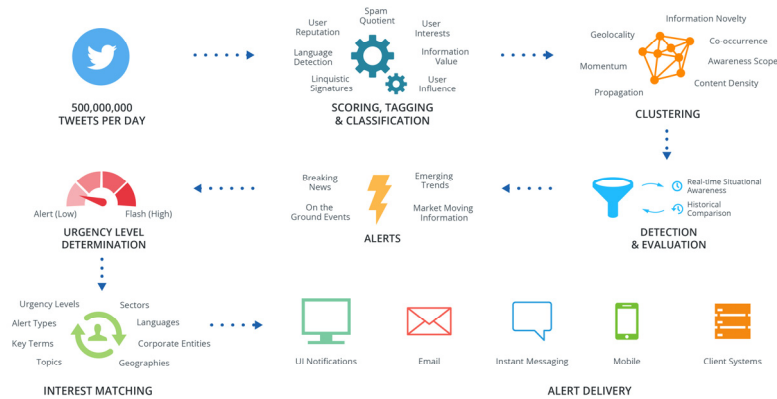 500,000,000
TWEETS PER DAY
Spam
Quotient
User
Reputation
User
Interests
Language
Detection
Information
Value
Linguistic
Signatures
User
Influence
SCORING, TAGGING
& CLASSIFICATION
Information Novelty
Geolocality
Co-occurrence
Momentum
Awareness Scope
Content Density
Propagation
CLUSTERING
Alert (Low)
Flash (High)
URGENCY LEVEL
DETERMINATION
Breaking
News
Emerging
Trends
On the
Ground Events
Market Moving
Information
ALERTS
Real-time Situational
Awareness
Historical
Comparison
DETECTION
& EVALUATION
Urgency Levels
Sectors
Alert Types
Languages
Key Terms
Corporate Entities
Topics
Geographies
INTEREST MATCHING
UI Notifications
Email
Instant Messaging
Mobile
Client Systems
ALERT DELIVERY